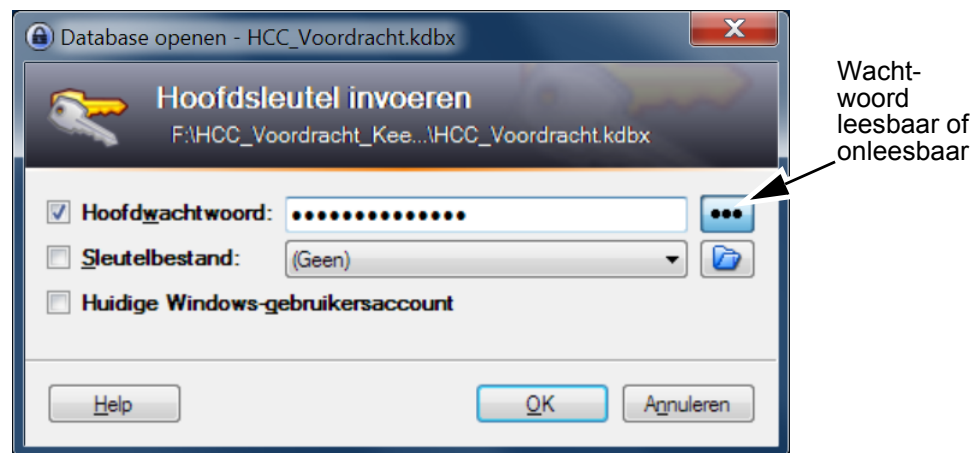 Database openen - HCC_Voordracht.kdbx
X
Hoofdsleutel invoeren
F:\HCC_Voordracht_Kee...\HCC_Voordracht.kdbx
Wacht-
woord
leesbaar of
onleesbaar
Hoofdwachtwoord: ●●●●●●●●●●●●●● ●●●
Sleutelbestand: (Geen)
Huidige Windows-gebruikersaccount
Help OK Annuleren